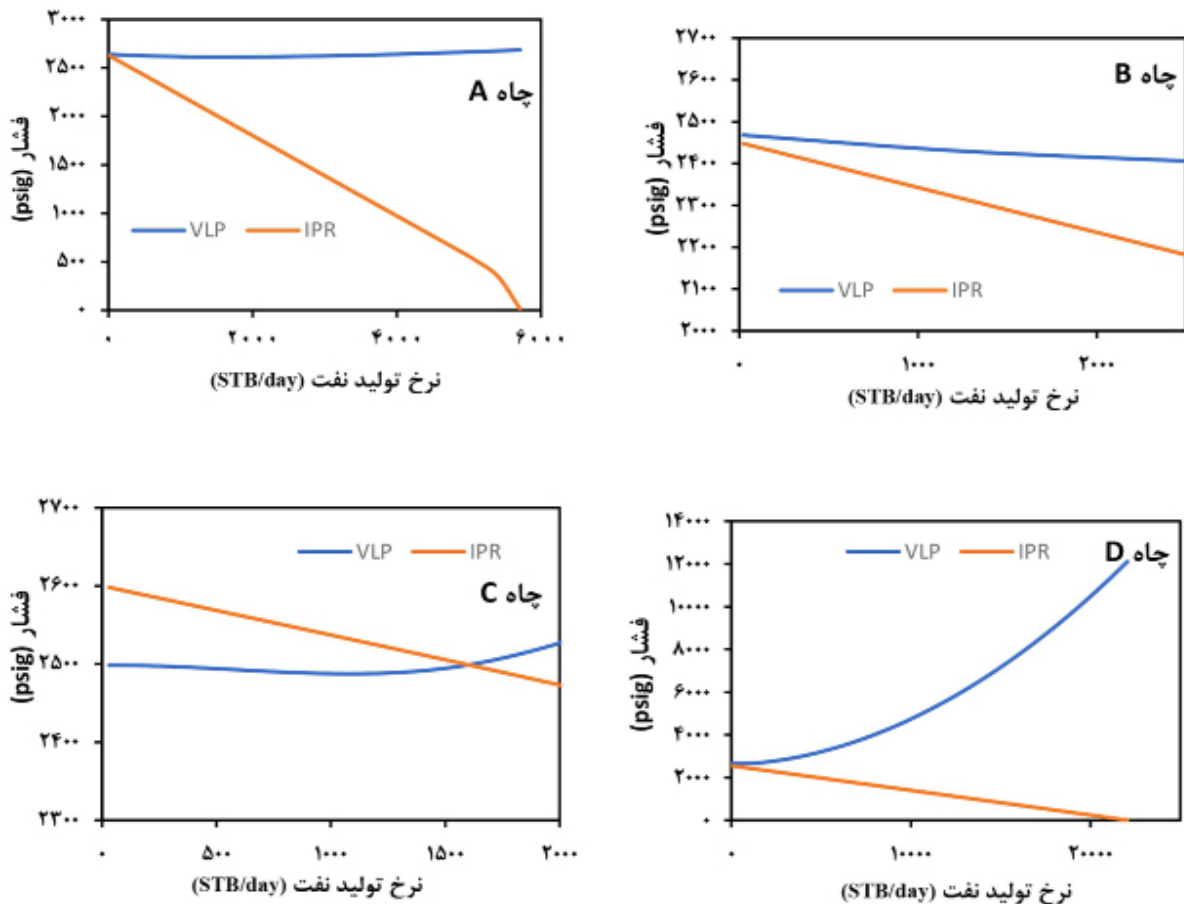 ۳۰۰۰
۲۵۰۰
۲۰۰۰
۱۵۰۰
۱۰۰۰
۵۰۰
۰
فشار (psig)
چاه A
VLP IPR
۰ ۲۰۰۰ ۴۰۰۰ ۶۰۰۰
نرخ تولید نفت (STB/day)
۲۷۰۰
۲۶۰۰
۲۵۰۰
۲۴۰۰
۲۳۰۰
۲۲۰۰
۲۱۰۰
۲۰۰۰
فشار (psig)
چاه B
VLP IPR
۰ ۱۰۰۰ ۲۰۰۰
نرخ تولید نفت (STB/day)
۲۷۰۰
۲۶۰۰
۲۵۰۰
۲۴۰۰
۲۳۰۰
فشار (psig)
VLP IPR
چاه C
۰ ۵۰۰ ۱۰۰۰ ۱۵۰۰ ۲۰۰۰
نرخ تولید نفت (STB/day)
۱۴۰۰۰
۱۲۰۰۰
۱۰۰۰۰
۸۰۰۰
۶۰۰۰
۴۰۰۰
۲۰۰۰
۰
فشار (psig)
VLP IPR
چاه D
۰ ۱۰۰۰۰ ۲۰۰۰۰
نرخ تولید نفت (STB/day)